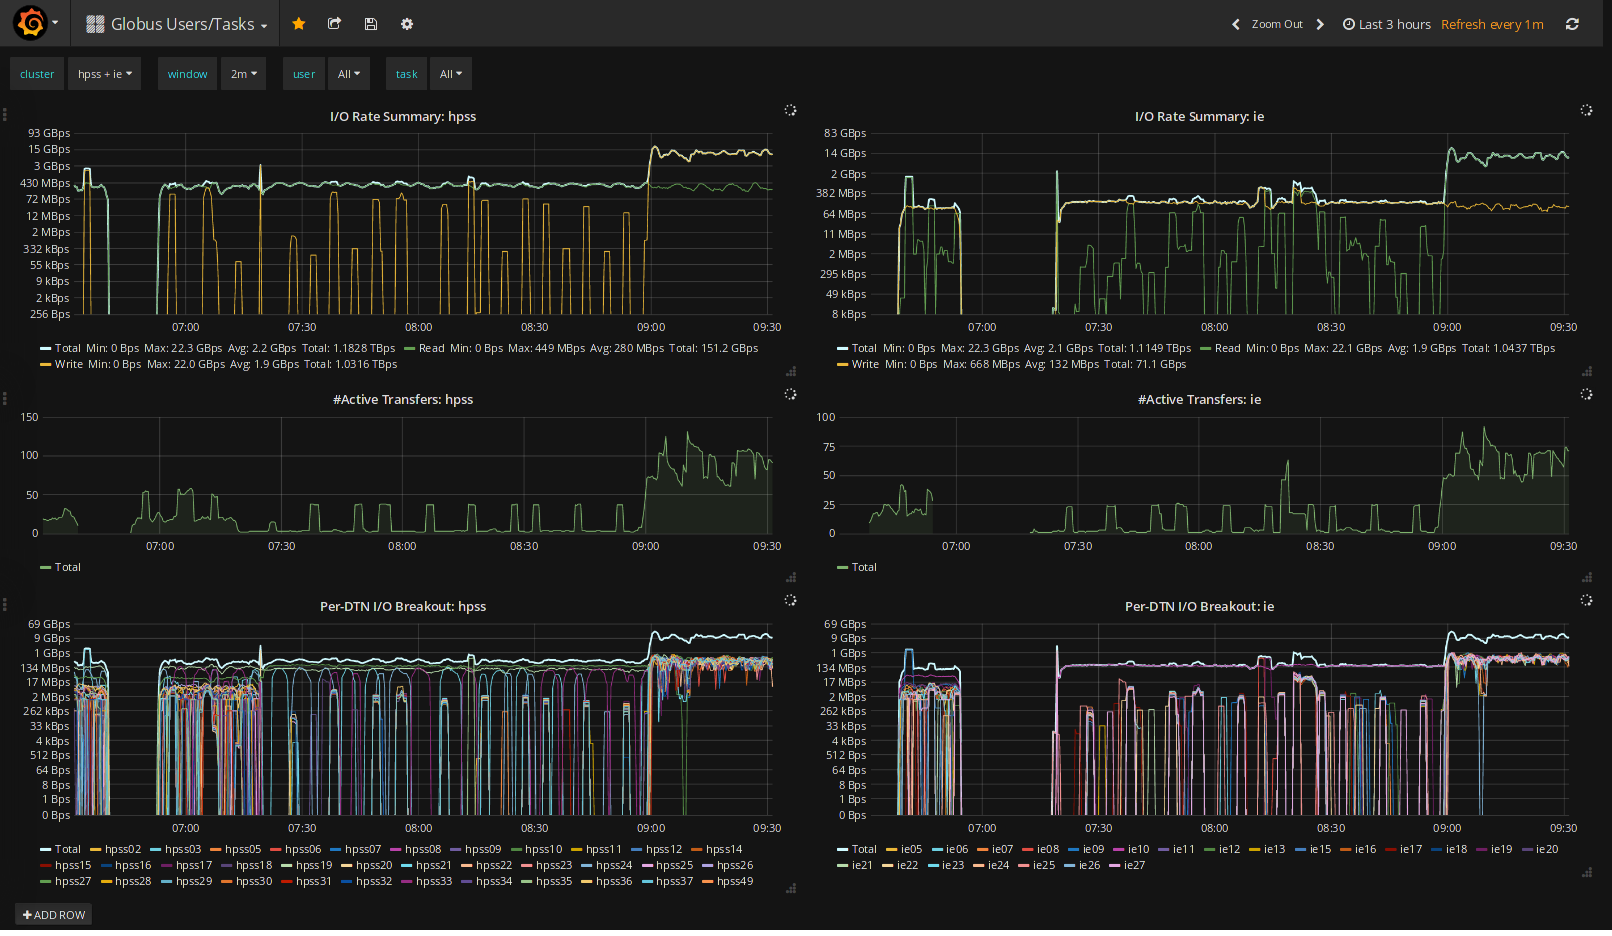 Globus Users/Tasks
Zoom Out
Last 3 hours
Refresh every 1m
cluster hpss + ie window 2m user All task All
I/O Rate Summary: hpss
93 GBps
15 GBps
3 GBps
430 MBps
72 MBps
12 MBps
2 MBps
332 kBps
55 kBps
9 kBps
2 kBps
256 Bps
07:00 07:30 08:00 08:30 09:00 09:30
Total Min: 0 Bps Max: 22.3 GBps Avg: 2.2 GBps Total: 1.1828 TBps Read Min: 0 Bps Max: 449 MBps Avg: 280 MBps Total: 151.2 GBps
Write Min: 0 Bps Max: 22.0 GBps Avg: 1.9 GBps Total: 1.0316 TBps
I/O Rate Summary: ie
83 GBps
14 GBps
2 GBps
382 MBps
64 MBps
11 MBps
2 MBps
295 kBps
49 kBps
8 kBps
07:00 07:30 08:00 08:30 09:00 09:30
Total Min: 0 Bps Max: 22.3 GBps Avg: 2.1 GBps Total: 1.1149 TBps Read Min: 0 Bps Max: 22.1 GBps Avg: 1.9 GBps Total: 1.0437 TBps
Write Min: 0 Bps Max: 668 MBps Avg: 132 MBps Total: 71.1 GBps
#Active Transfers: hpss
150
100
50
0
07:00 07:30 08:00 08:30 09:00 09:30
Total
#Active Transfers: ie
100
75
50
25
0
07:00 07:30 08:00 08:30 09:00 09:30
Total
Per-DTN I/O Breakout: hpss
69 GBps
9 GBps
1 GBps
134 MBps
17 MBps
2 MBps
262 kBps
33 kBps
4 kBps
512 Bps
64 Bps
8 Bps
1 Bps
0 Bps
07:00 07:30 08:00 08:30 09:00 09:30
Total hpss02 hpss03 hpss05 hpss06 hpss07 hpss08 hpss09 hpss10 hpss11 hpss12 hpss14
hpss15 hpss16 hpss17 hpss18 hpss19 hpss20 hpss21 hpss22 hpss23 hpss24 hpss25 hpss26
hpss27 hpss28 hpss29 hpss30 hpss31 hpss32 hpss33 hpss34 hpss35 hpss36 hpss37 hpss49
Per-DTN I/O Breakout: ie
69 GBps
9 GBps
1 GBps
134 MBps
17 MBps
2 MBps
262 kBps
33 kBps
4 kBps
512 Bps
64 Bps
8 Bps
1 Bps
0 Bps
07:00 07:30 08:00 08:30 09:00 09:30
Total ie05 ie06 ie07 ie08 ie09 ie10 ie11 ie12 ie13 ie15 ie16 ie17 ie18 ie19 ie20
ie21 ie22 ie23 ie24 ie25 ie26 ie27
+ ADD ROW